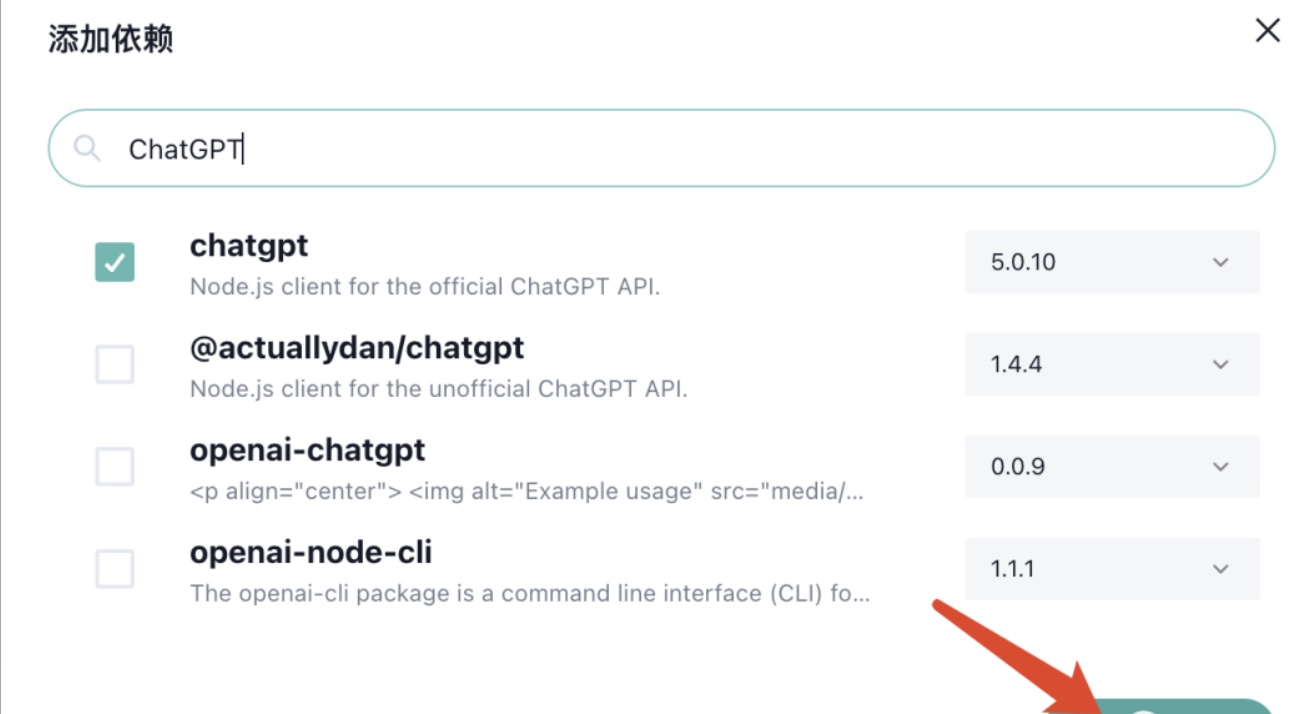 添加依赖
ChatGPT
chatgpt
5.0.10
Node.js client for the official ChatGPT API.
@actuallydan/chatgpt
1.4.4
Node.js client for the unofficial ChatGPT API.
openai-chatgpt
0.0.9
<p align="center"> <img alt="Example usage" src="media/...
openai-node-cli
1.1.1
The openai-cli package is a command line interface (CLI) fo...